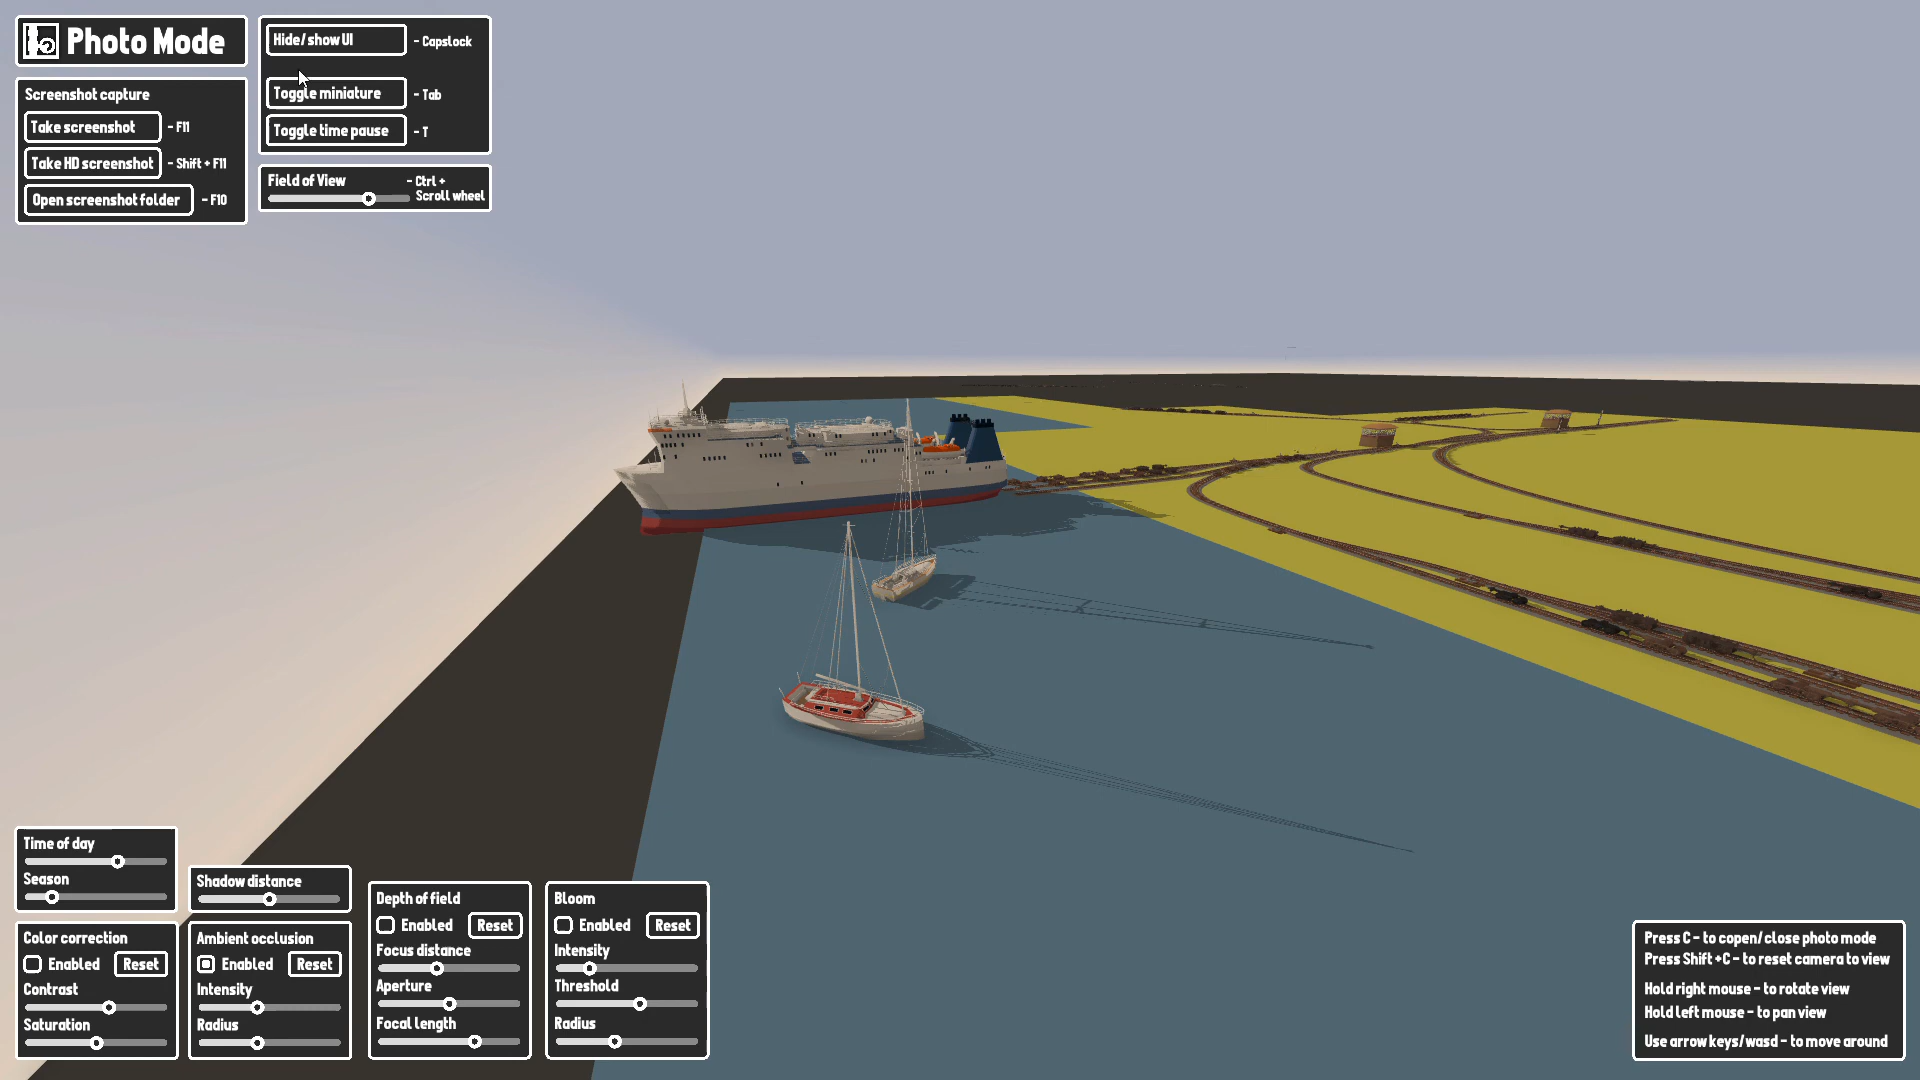 Photo Mode
Screenshot capture
Take screenshot - F11
Take HD screenshot - Shift + F11
Open screenshot folder - F10
Hide/show UI - Capslock
Toggle miniature - Tab
Toggle time pause - T
Field of View - Ctrl +
Scroll wheel
Time of day
Season
Shadow distance
Color correction
Enabled Reset
Contrast
Saturation
Ambient occlusion
Enabled Reset
Intensity
Radius
Depth of field
Enabled Reset
Focus distance
Aperture
Focal length
Bloom
Enabled Reset
Intensity
Threshold
Radius
Press C - to copen/close photo mode
Press Shift +C - to reset camera to view
Hold right mouse - to rotate view
Hold left mouse - to pan view
Use arrow keys/wasd - to move around